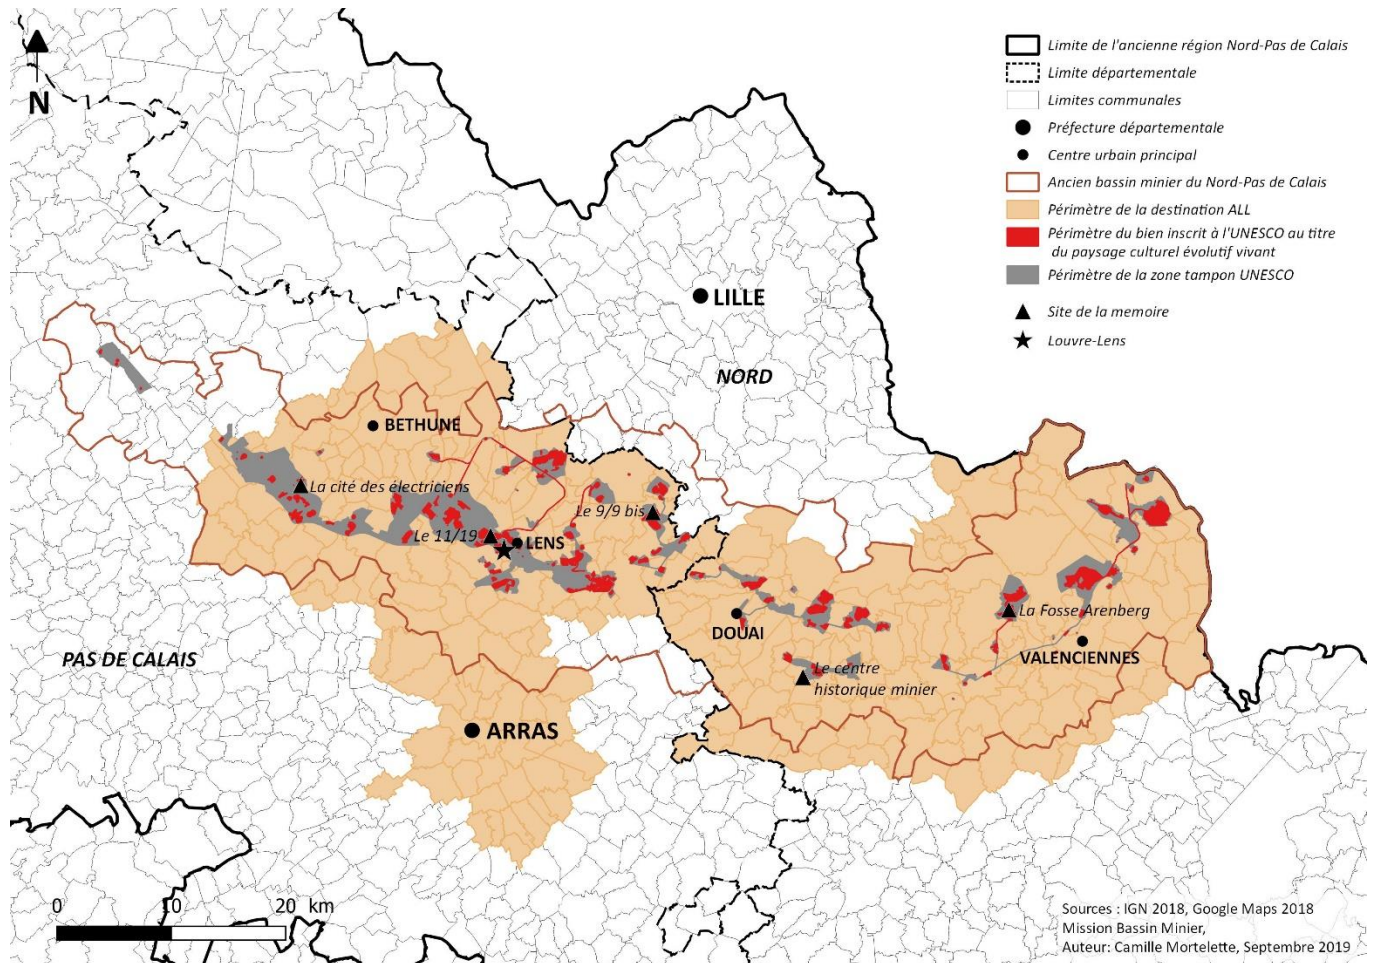 N
Limite de l'ancienne région Nord-Pas de Calais
Limite départementale
Limites communales
Préfecture départementale
Centre urbain principal
Ancien bassin minier du Nord-Pas de Calais
Périmètre de la destination ALL
Périmètre du bien inscrit à l'UNESCO au titre
du paysage culturel évolutif vivant
Périmètre de la zone tampon UNESCO
Site de la memoire
Louvre-Lens
LILLE
NORD
BETHUNE
La cité des électriciens
Le 9/9 bis
Le 11/19
LENS
La Fosse Arenberg
DOUAI
VALENCIENNES
PAS DE CALAIS
Le centre
historique minier
ARRAS
0 10 20 km
Sources : IGN 2018, Google Maps 2018
Mission Bassin Minier,
Auteur: Camille Mortelette, Septembre 2019